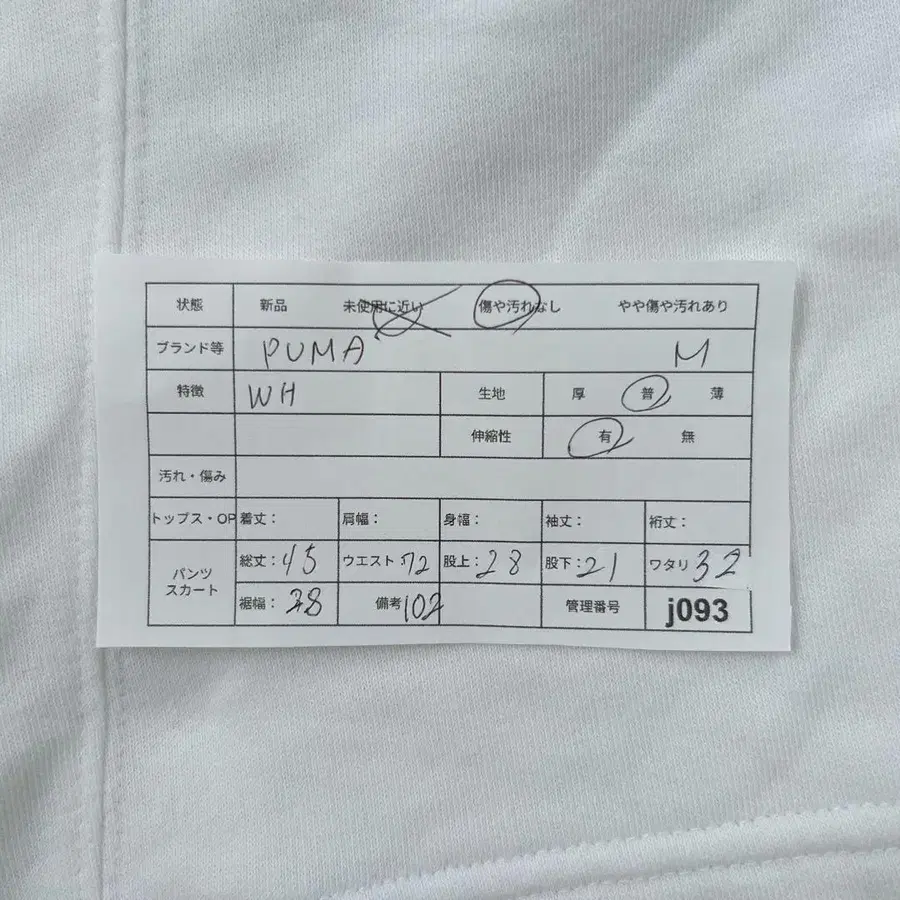 状態 新品 未使用に近い 傷や汚れなし やや傷や汚れあり
ブランド等 PUMA M
特徴 WH 生地 厚 普 薄
伸縮性 有 無
汚れ・傷み
トップス・OP 着丈： 肩幅： 身幅： 袖丈： 裄丈：
パンツ スカート 総丈：45 ウエスト：72 股上：28 股下：21 ワタリ：32
裾幅：28 備考 102 管理番号 j093